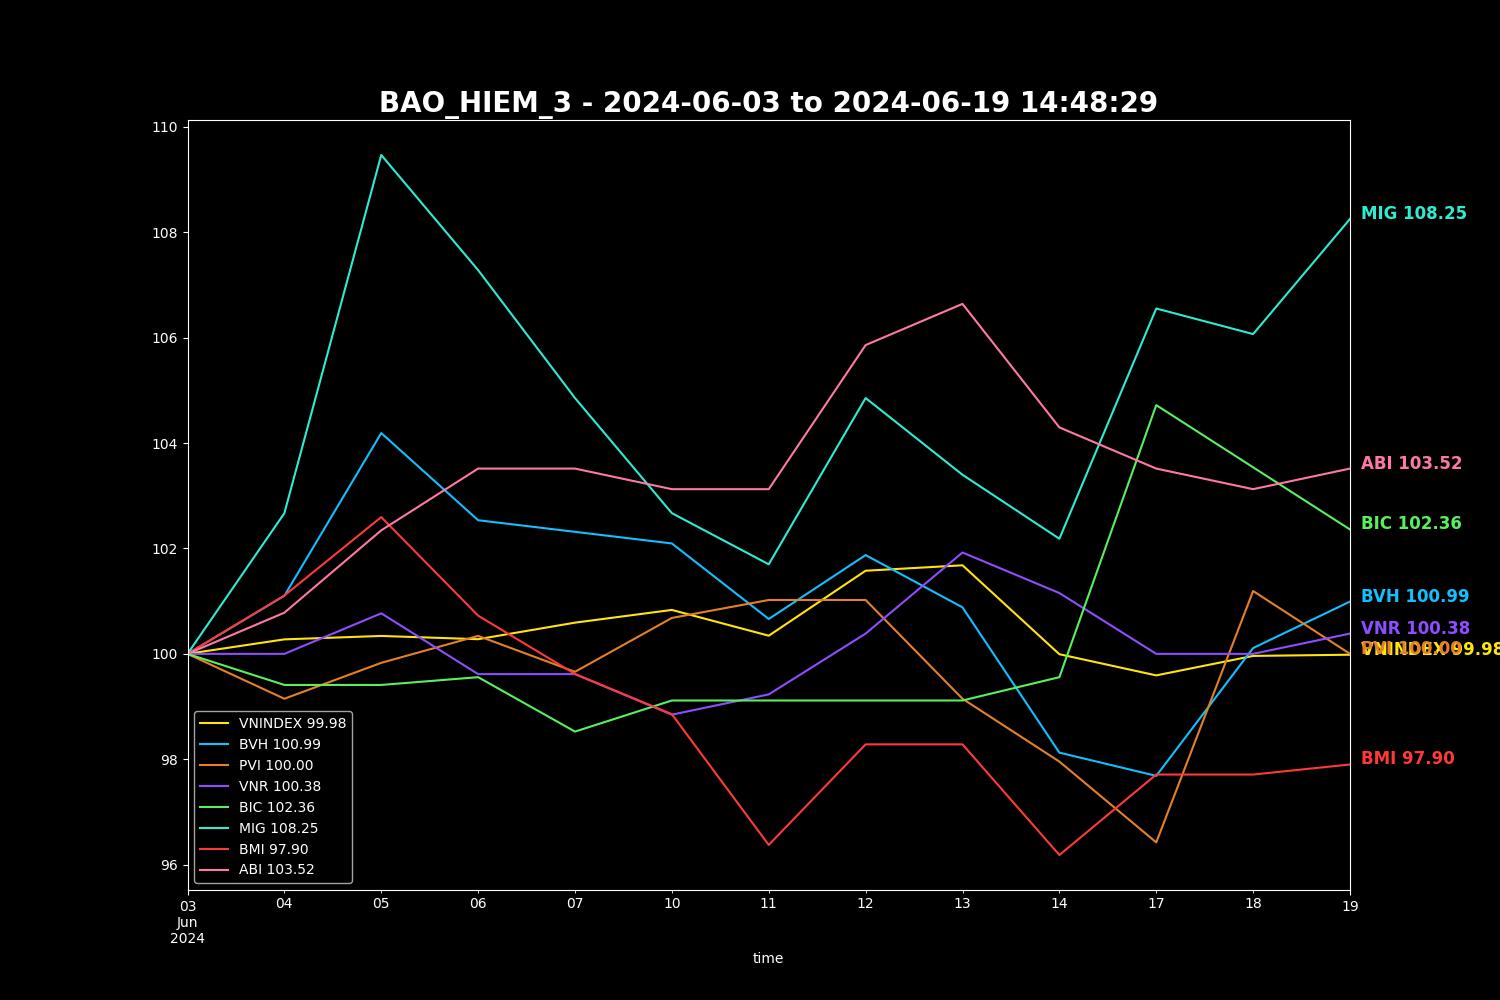 BAO_HIEM_3 - 2024-06-03 to 2024-06-19 14:48:29
110
108
106
104
102
100
98
96
MIG 108.25
ABI 103.52
BIC 102.36
BVH 100.99
VNR 100.38
PVI 100.00
VNINDEX 99.98
BMI 97.90
VNINDEX 99.98
BVH 100.99
PVI 100.00
VNR 100.38
BIC 102.36
MIG 108.25
BMI 97.90
ABI 103.52
03 04 05 06 07 10 11 12 13 14 17 18 19
Jun
2024
time